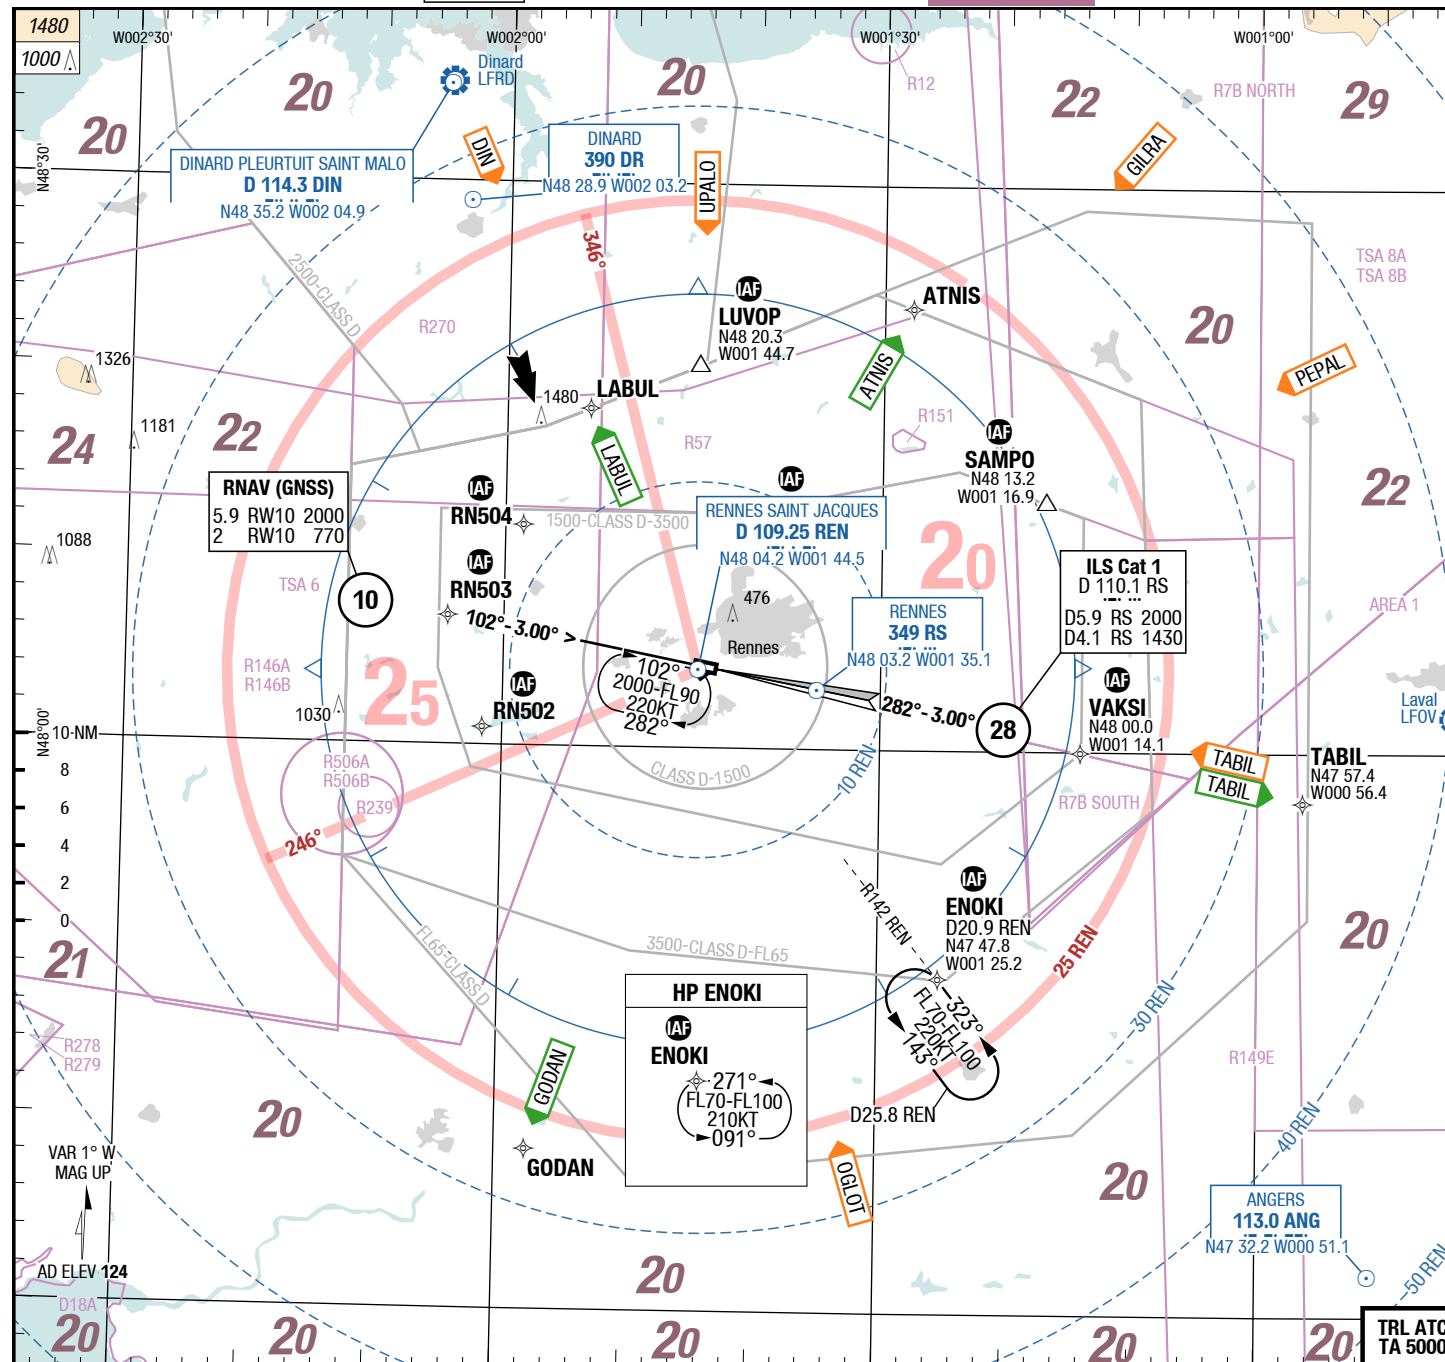 1480
1000
W002°30'
W002°00'
W001°30'
W001°00'
N48°30'
N48°00'
20
20
20
22
29
Dinard
LFRD
R12
R7B NORTH
DINARD PLEURTUIT SAINT MALO
D 114.3 DIN
N48 35.2 W002 04.9
DIN
DINARD
390 DR
N48 28.9 W002 03.2
UPALO
GILRA
346°
2500-CLASS D
R270
TSA 8A
TSA 8B
IAF
LUVOP
N48 20.3
W001 44.7
ATNIS
ATNIS
20
PEPAL
1326
1181
1480
LABUL
LABUL
24
22
R57
R151
IAF
SAMPO
N48 13.2
W001 16.9
22
RNAV (GNSS)
5.9 RW10 2000
2 RW10 770
IAF
RN504
1500-CLASS D-3500
IAF
RENNES SAINT JACQUES
D 109.25 REN
N48 04.2 W001 44.5
20
1088
TSA 6
10
IAF
RN503
102°-3.00° >
476
Rennes
RENNES
349 RS
N48 03.2 W001 35.1
ILS Cat 1
D 110.1 RS
D5.9 RS 2000
D4.1 RS 1430
AREA 1
R146A
R146B
25
1030
IAF
RN502
102°
2000-FL90
220KT
282°
282°-3.00°
28
IAF
VAKSI
N48 00.0
W001 14.1
Laval
LFOV
10-NM
8
6
4
2
0
R506A
R506B
R239
246°
CLASS D-1500
10 REN
R7B SOUTH
TABIL
TABIL
TABIL
N47 57.4
W000 56.4
R142 REN
IAF
ENOKI
D20.9 REN
N47 47.8
W001 25.2
25 REN
20
21
FL65-CLASS D
3500-CLASS D-FL65
HP ENOKI
IAF
ENOKI
271°
FL70-FL100
210KT
091°
323°
FL70-FL100
220KT
143°
D25.8 REN
30 REN
R149E
R278
R279
GODAN
GODAN
20
OGLOT
40 REN
20
VAR 1° W
MAG UP
AD ELEV 124
D18A
ANGERS
113.0 ANG
N47 32.2 W000 51.1
50 REN
20
20
20
20
20
20
TRL ATC
TA 5000